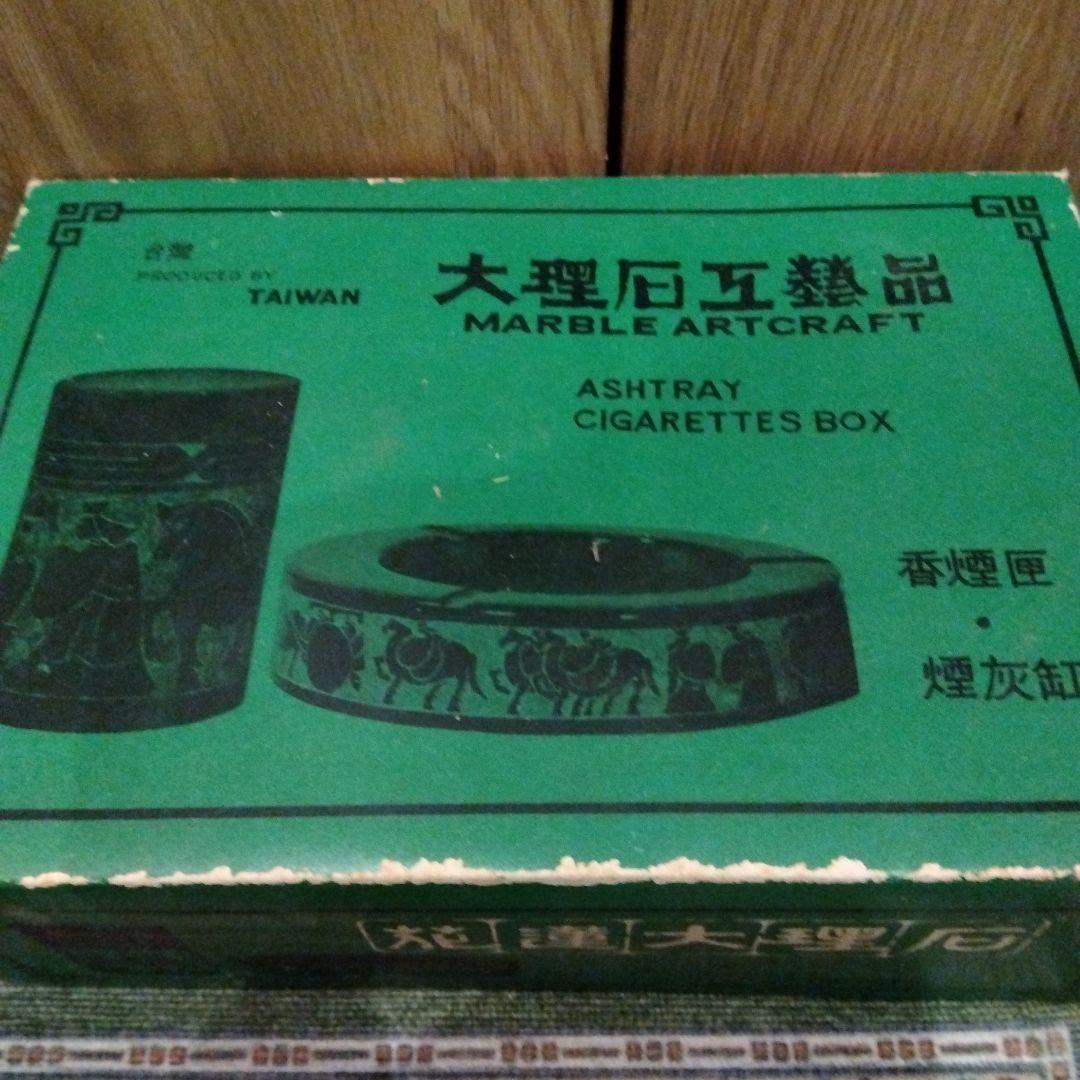 台灣
PRODUCED BY
TAIWAN
大理石工藝品
MARBLE ARTCRAFT
ASHTRAY
CIGARETTES BOX
香煙匣
•
煙灰缸
花蓮大理石